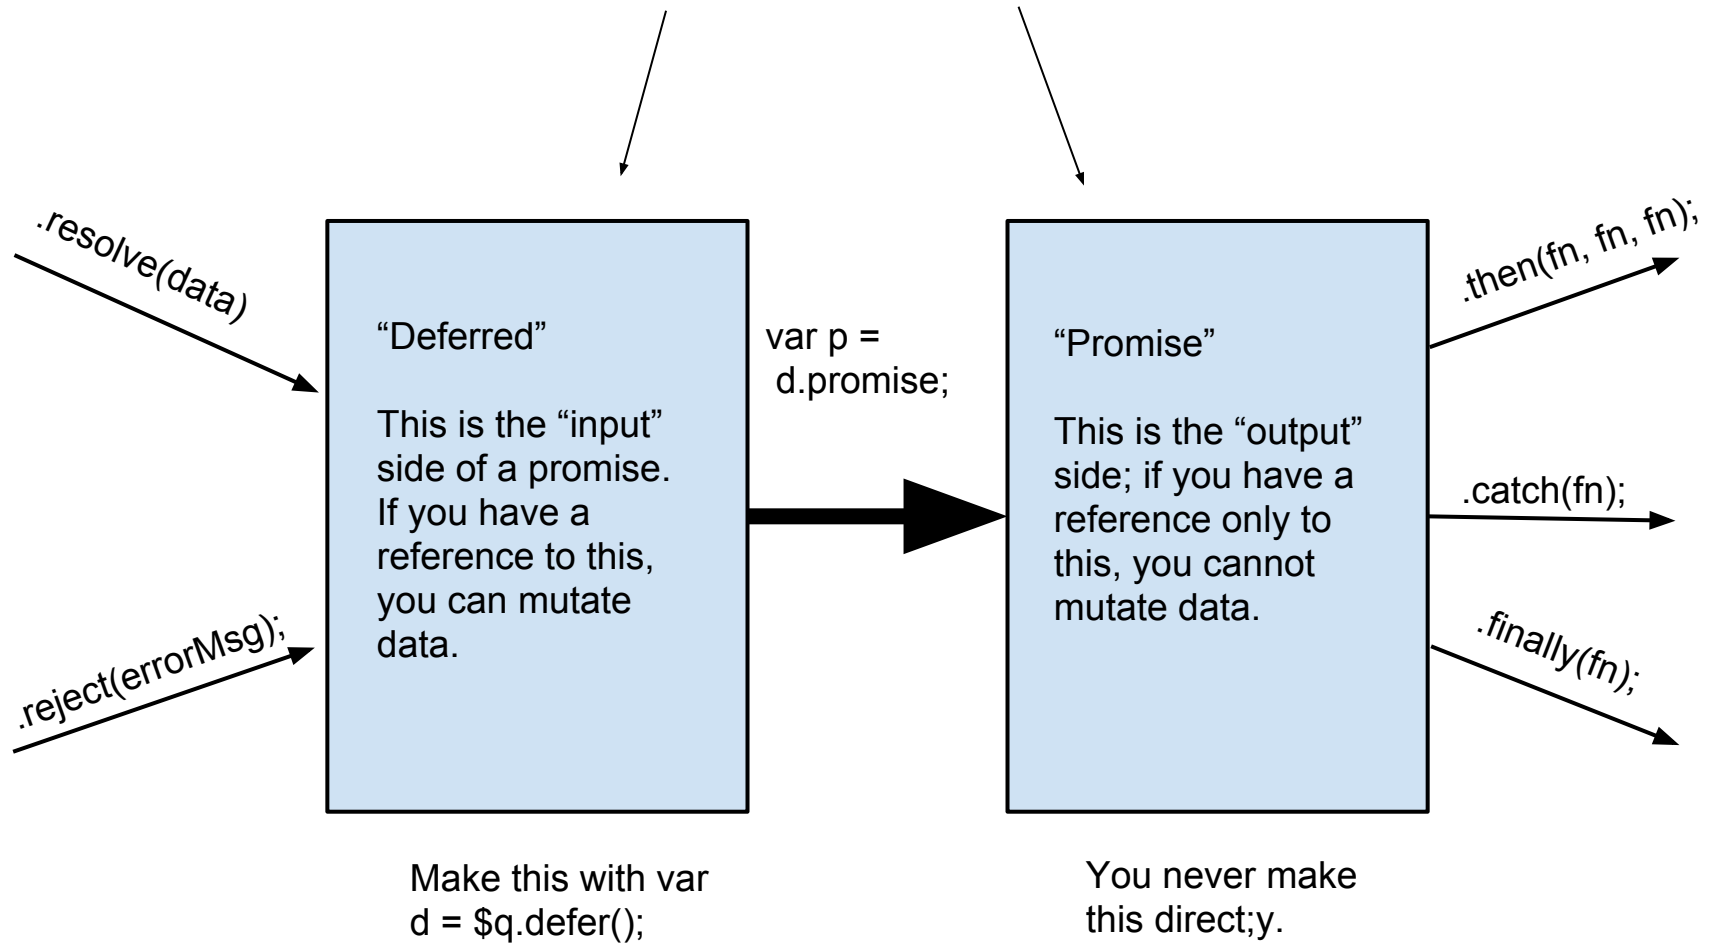 .resolve(data)
.reject(errorMsg);
“Deferred”
This is the “input”
side of a promise.
If you have a
reference to this,
you can mutate
data.
Make this with var
d = $q.defer();
var p =
d.promise;
“Promise”
This is the “output”
side; if you have a
reference only to
this, you cannot
mutate data.
You never make
this direct;y.
.then(fn, fn, fn);
.catch(fn);
.finally(fn);